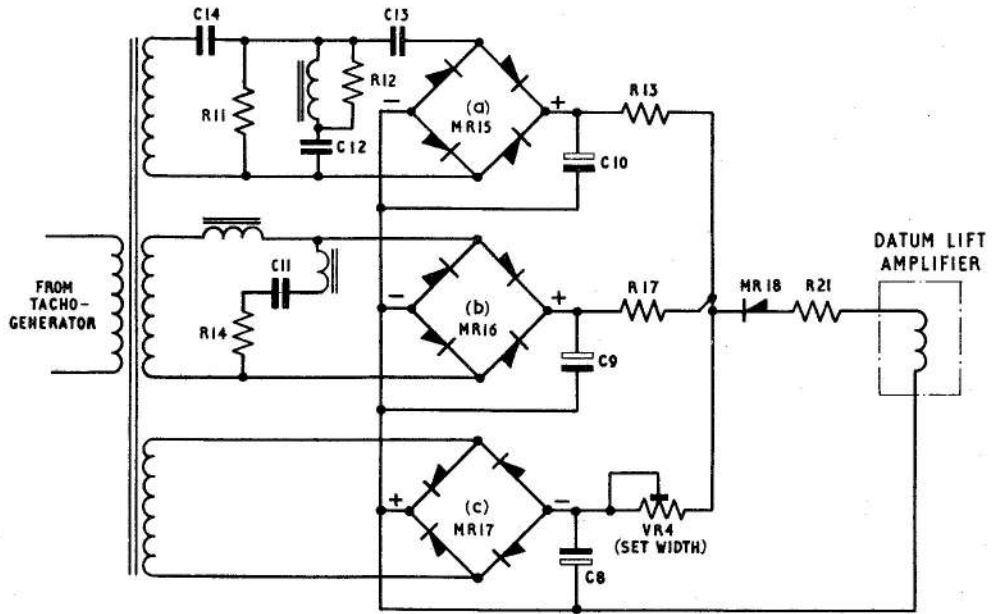 C14
C13
R11
R12
C12
(a)
MR15
−
+
C10
R13
FROM
TACHO-
GENERATOR
C11
R14
(b)
MR16
−
+
C9
R17
MR18
R21
DATUM LIFT
AMPLIFIER
(c)
MR17
+
−
C8
VR4
(SET WIDTH)